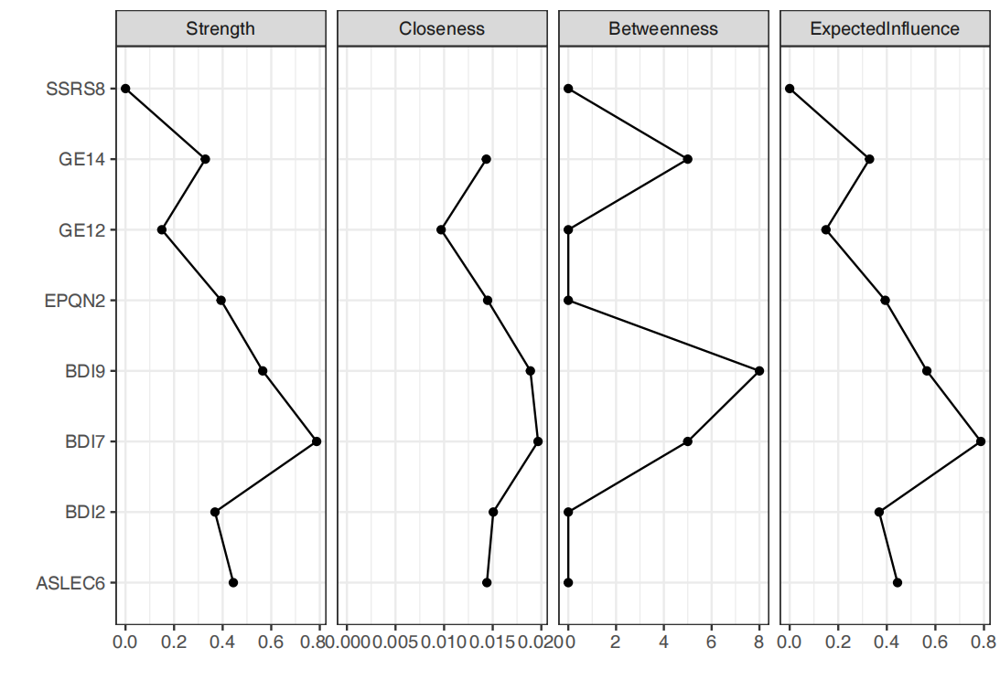 Strength Closeness Betweenness ExpectedInfluence
SSRS8
GE14
GE12
EPQN2
BDI9
BDI7
BDI2
ASLEC6
0.0 0.2 0.4 0.6 0.8 0.000 0.005 0.010 0.015 0.020 0 2 4 6 8 0.0 0.2 0.4 0.6 0.8